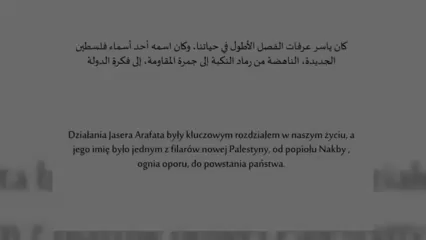 كان ياسر عرفات الفصل الأطول في حياتنا، وكان اسمه أحد أسماء فلسطين
الجديدة، الناهضة من رماد النكبة إلى جمرة المقاومة، إلى فكرة الدولة
Działania Jasera Arafata były kluczowym rozdziałem w naszym życiu, a
jego imię było jednym z filarów nowej Palestyny, od popiołu Nakby ,
ognia oporu, do powstania państwa.